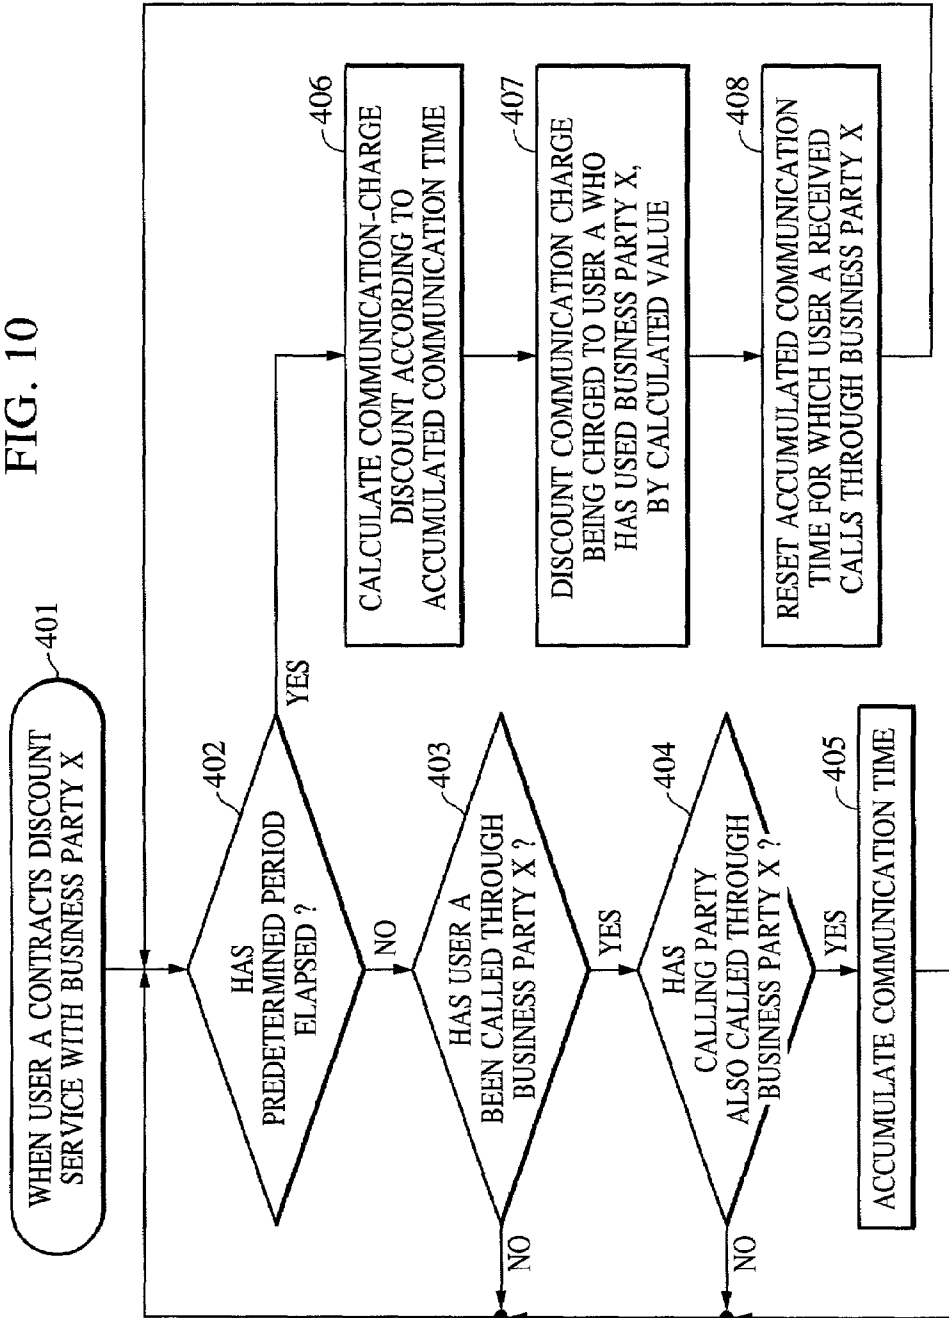 FIG. 10
WHEN USER A CONTRACTS DISCOUNT
SERVICE WITH BUSINESS PARTY X
401
HAS
PREDETERMINED PERIOD
ELAPSED ?
402
YES
NO
HAS USER A
BEEN CALLED THROUGH
BUSINESS PARTY X ?
403
NO
YES
HAS
CALLING PARTY
ALSO CALLED THROUGH
BUSINESS PARTY X ?
404
NO
YES
ACCUMULATE COMMUNICATION TIME
405
CALCULATE COMMUNICATION-CHARGE
DISCOUNT ACCORDING TO
ACCUMULATED COMMUNICATION TIME
406
DISCOUNT COMMUNICATION CHARGE
BEING CHRGED TO USER A WHO
HAS USED BUSINESS PARTY X,
BY CALCULATED VALUE
407
RESET ACCUMULATED COMMUNICATION
TIME FOR WHICH USER A RECEIVED
CALLS THROUGH BUSINESS PARTY X
408